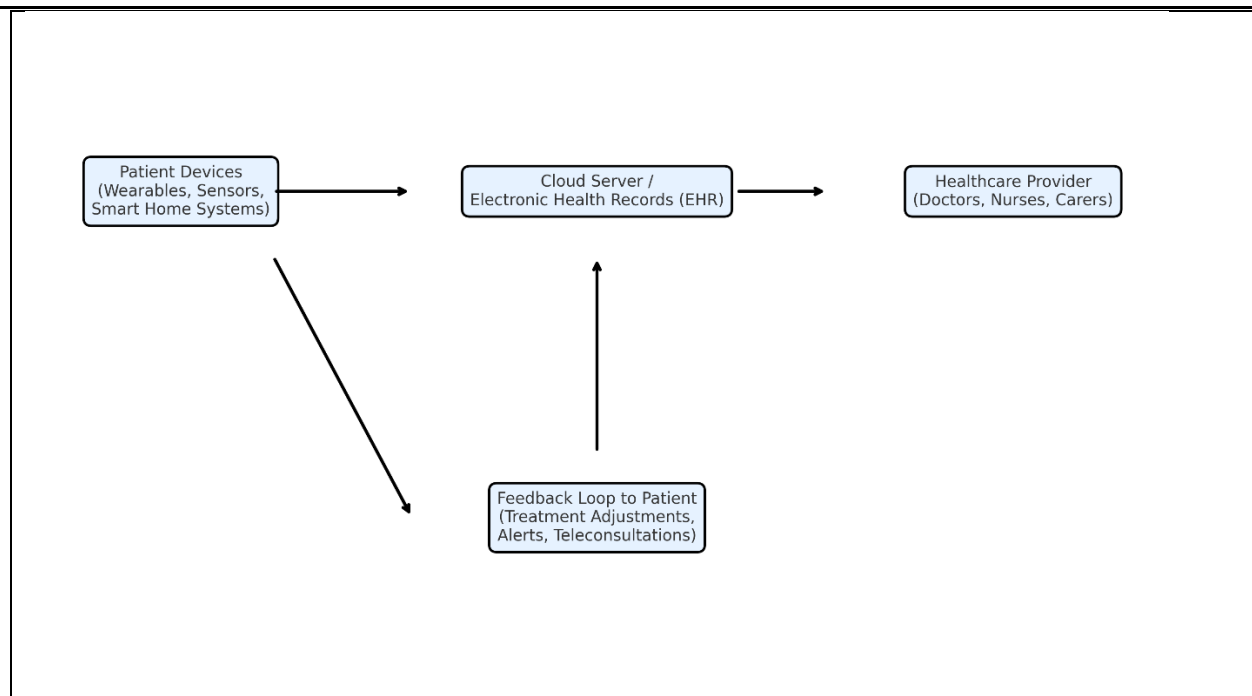 Patient Devices
(Wearables, Sensors,
Smart Home Systems)
Cloud Server /
Electronic Health Records (EHR)
Healthcare Provider
(Doctors, Nurses, Carers)
Feedback Loop to Patient
(Treatment Adjustments,
Alerts, Teleconsultations)